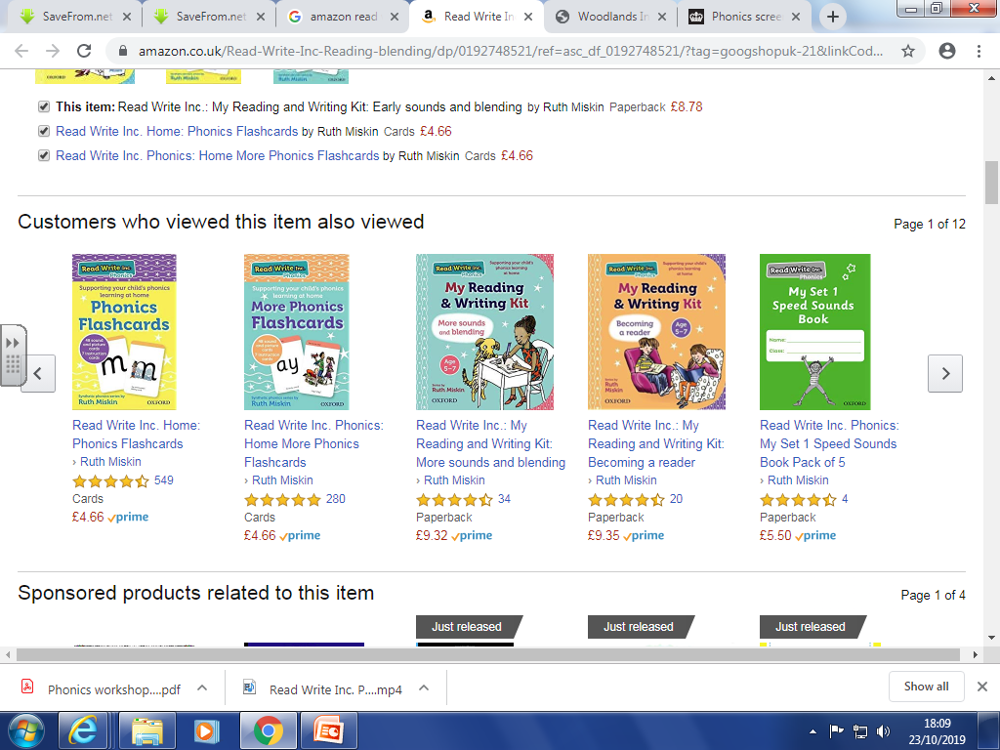 SaveFrom.net
SaveFrom.net
amazon read
Read Write In
Woodlands In
Phonics scree
amazon.co.uk/Read-Write-Inc-Reading-blending/dp/0192748521/ref=asc_df_0192748521/?tag=googshopuk-21&linkCod...
This item: Read Write Inc.: My Reading and Writing Kit: Early sounds and blending by Ruth Miskin Paperback £8.78
Read Write Inc. Home: Phonics Flashcards by Ruth Miskin Cards £4.66
Read Write Inc. Phonics: Home More Phonics Flashcards by Ruth Miskin Cards £4.66
Customers who viewed this item also viewed
Page 1 of 12
Read Write Inc.
Phonics
Supporting your child's phonics
learning at home
Phonics
Flashcards
m m
Synthetic phonics series by
Ruth Miskin
OXFORD
Read Write Inc.
Phonics
Supporting your child's phonics
learning at home
More Phonics
Flashcards
ay
Synthetic phonics series by
Ruth Miskin
OXFORD
Read Write Inc.
Phonics
Supporting your child's
phonics learning
at home
My Reading
& Writing Kit
More sounds
and blending
Age
5-7
Series by
Ruth
Miskin
OXFORD
Read Write Inc.
Phonics
Supporting your child's
phonics learning
at home
My Reading
& Writing Kit
Becoming
a reader
Age
5-7
Series by
Ruth
Miskin
OXFORD
Read Write Inc.
Phonics
My Set 1
Speed Sounds
Book
Name:
Class:
OXFORD
Read Write Inc. Home:
Phonics Flashcards
› Ruth Miskin
549
Cards
£4.66 prime
Read Write Inc. Phonics:
Home More Phonics
Flashcards
› Ruth Miskin
280
Cards
£4.66 prime
Read Write Inc.: My
Reading and Writing Kit:
More sounds and blending
› Ruth Miskin
34
Paperback
£9.32 prime
Read Write Inc.: My
Reading and Writing Kit:
Becoming a reader
› Ruth Miskin
20
Paperback
£9.35 prime
Read Write Inc. Phonics:
My Set 1 Speed Sounds
Book Pack of 5
› Ruth Miskin
4
Paperback
£5.50 prime
Sponsored products related to this item
Page 1 of 4
Just released
Just released
Just released
Phonics workshop....pdf
Read Write Inc. P....mp4
Show all
18:09
23/10/2019